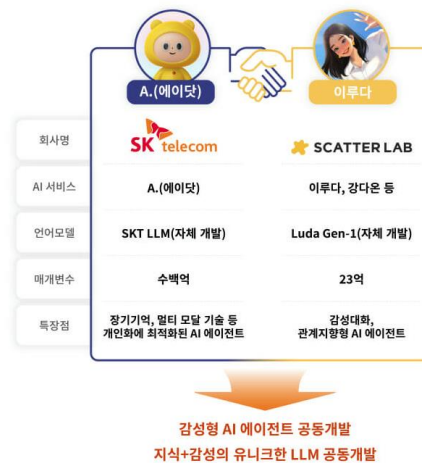 A.(에이닷)
이루다
회사명
SK telecom
SCATTER LAB
AI 서비스
A.(에이닷)
이루다, 강다온 등
언어모델
SKT LLM(자체 개발)
Luda Gen-1(자체 개발)
매개변수
수백억
23억
특장점
장기기억, 멀티 모달 기술 등
개인화에 최적화된 AI 에이전트
감성대화,
관계지향형 AI 에이전트
감성형 AI 에이전트 공동개발
지식+감성의 유니크한 LLM 공동개발